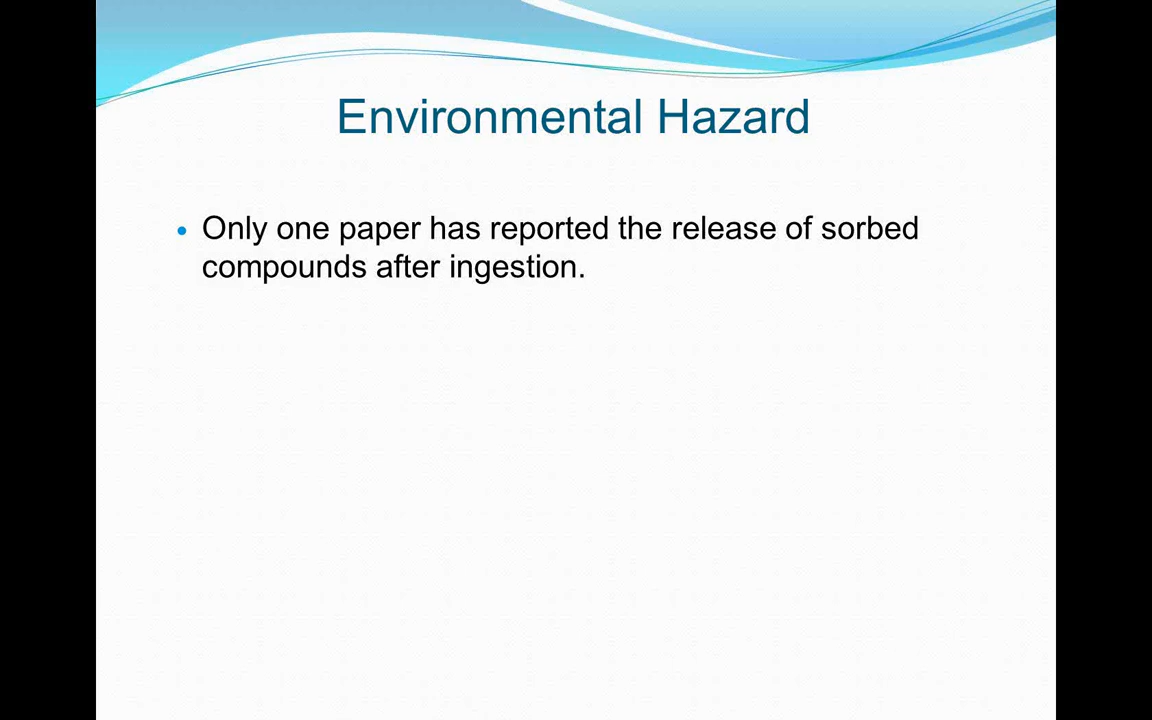 Environmental Hazard
• Only one paper has reported the release of sorbed
compounds after ingestion.